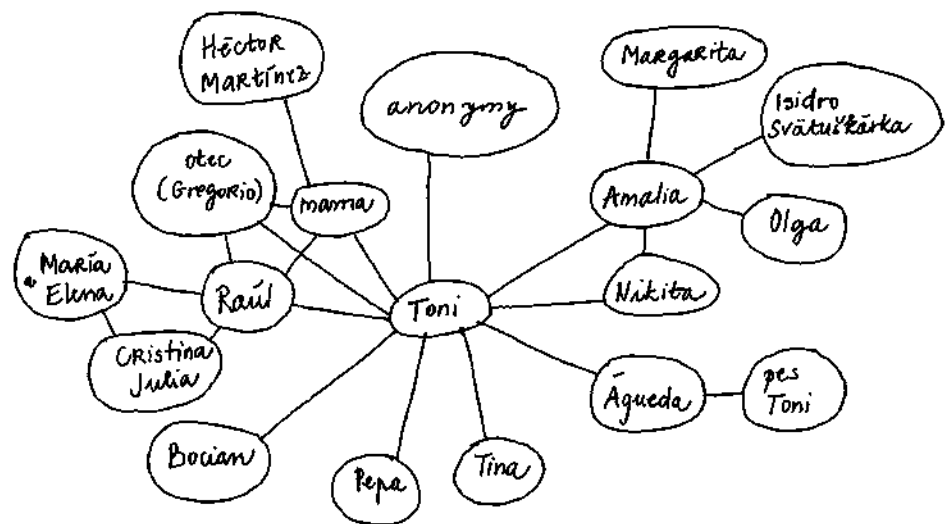 Héctor
Martínez
anonymy
Margarita
Isidro
Svätuškárka
otec
(Gregorio)
mama
Amalia
Olga
María
Elena
Raúl
Toni
Nikita
Cristina
Julia
Águeda
pes
Toni
Bocian
Pepa
Tina